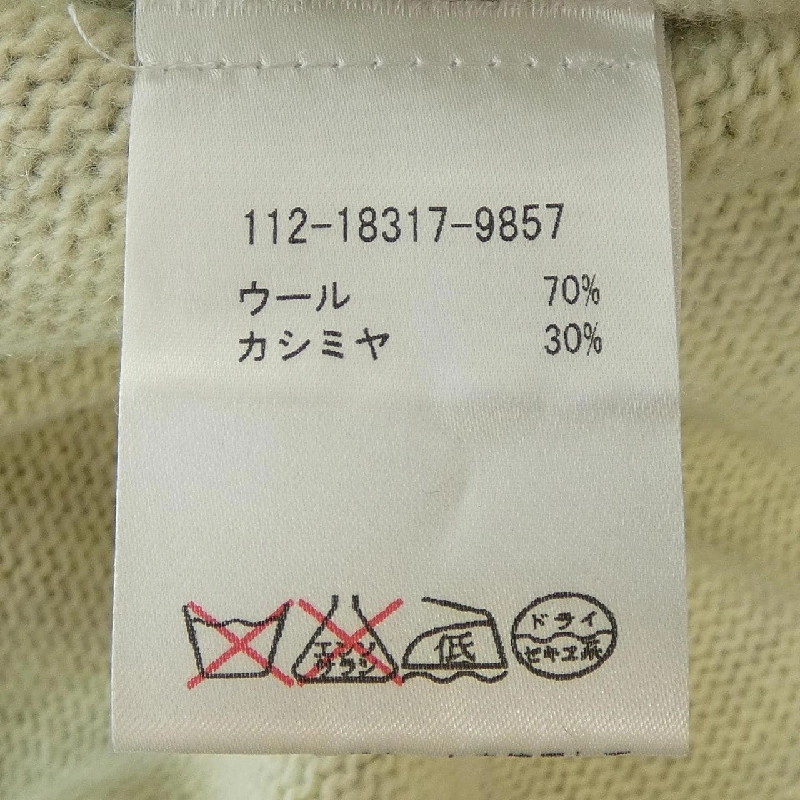 112-18317-9857
ウール 70%
カシミヤ 30%
エンソ
サラシ
低
ドライ
セキユ系